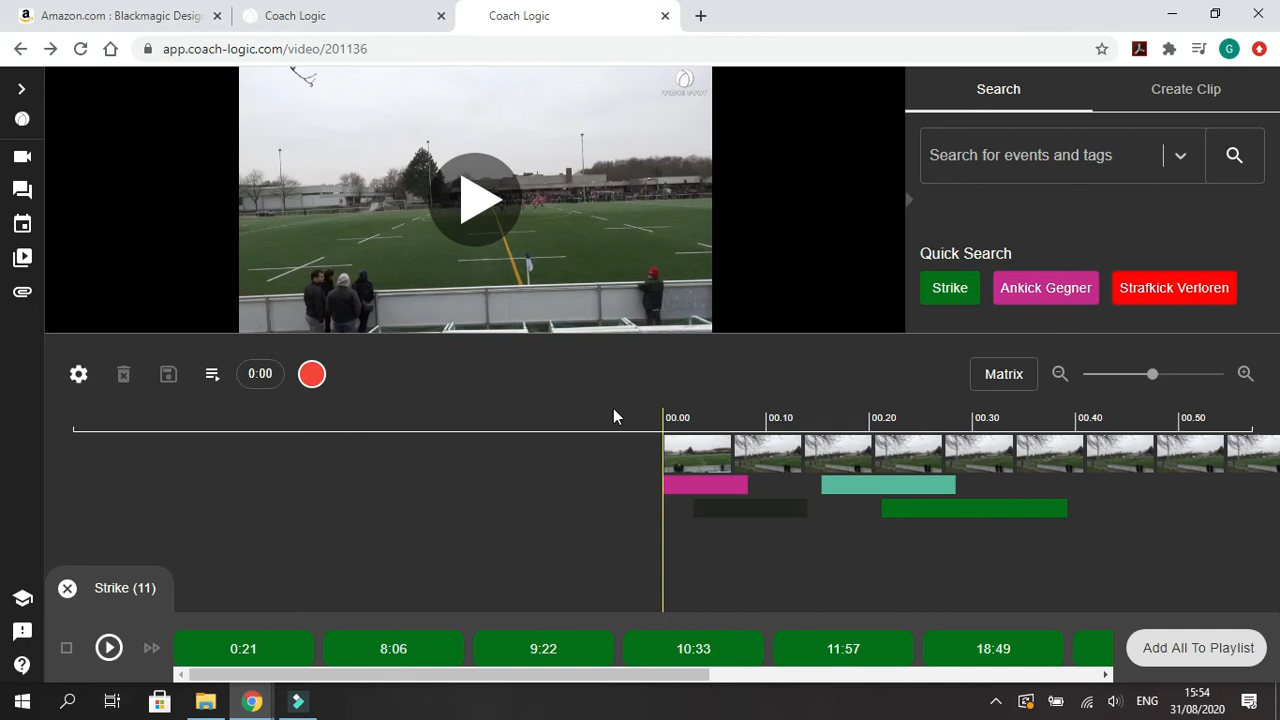 Amazon.com : Blackmagic Desig
Coach Logic
Coach Logic
app.coach-logic.com/video/201136
G
Search
Create Clip
Search for events and tags
Quick Search
Strike
Ankick Gegner
Strafkick Verloren
0:00
Matrix
00.00
00.10
00.20
00.30
00.40
00.50
Strike (11)
0:21
8:06
9:22
10:33
11:57
18:49
Add All To Playlist
ENG
15:54
31/08/2020